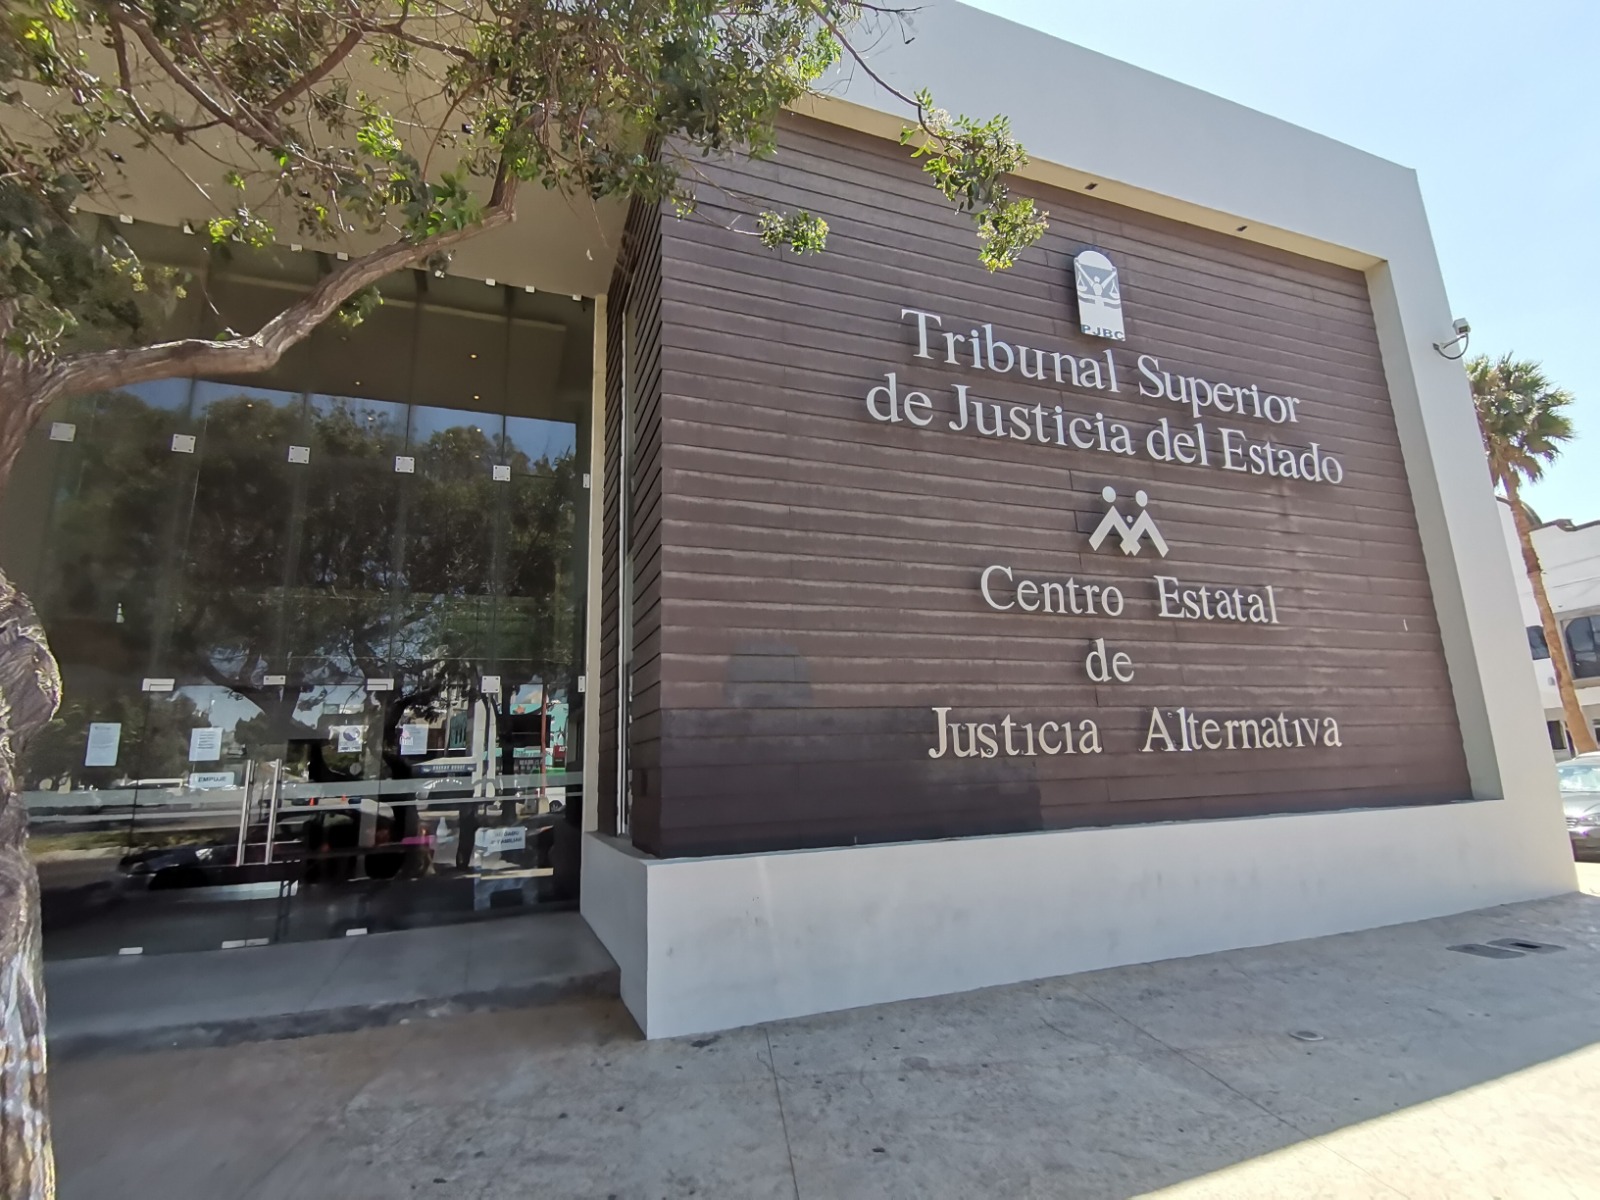 PJBC
Tribunal Superior
de Justicia del Estado
Centro Estatal
de
Justicia Alternativa
EMPUJE